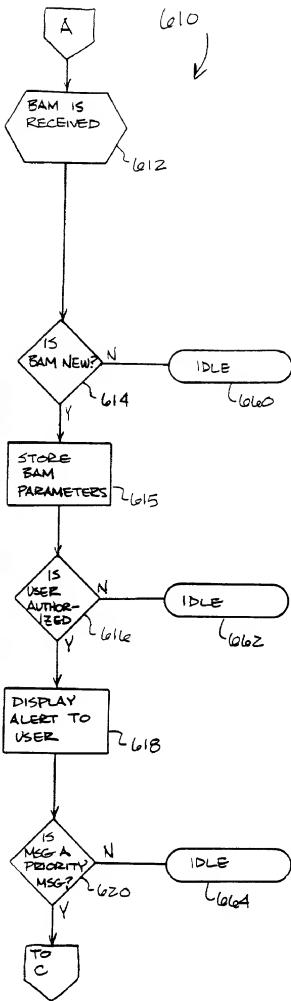 A
610
BAM IS
RECEIVED
612
IS
BAM NEW?
N
IDLE
614
660
Y
STORE
BAM
PARAMETERS
615
IS
USER
AUTHOR-
IZED
N
IDLE
616
662
Y
DISPLAY
ALERT TO
USER
618
IS
MSG A
PRIORITY
MSG?
N
IDLE
620
664
Y
TO
C